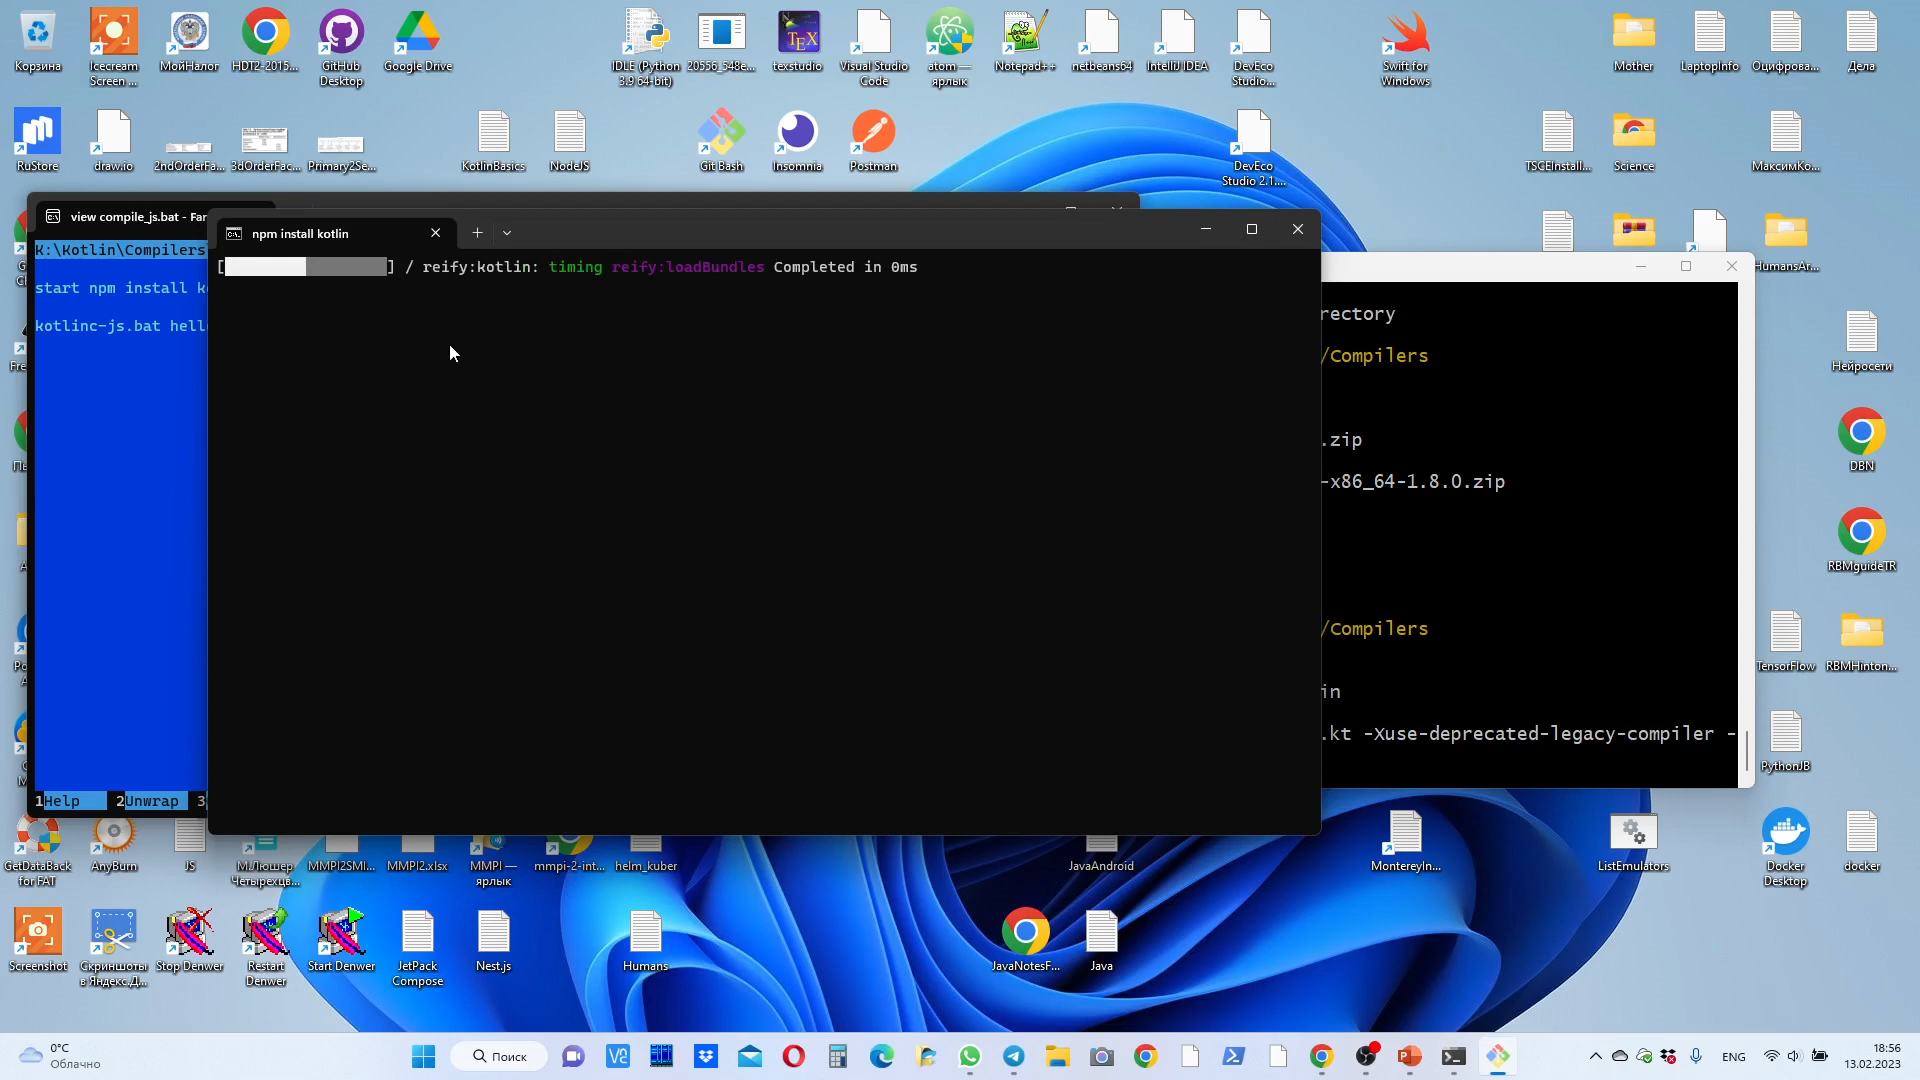 Корзина
Icecream
Screen ...
МойНалог
HDT2-2015...
GitHub
Desktop
Google Drive
IDLE (Python
3.9 64-bit)
20556_548e...
texstudio
Visual Studio
Code
atom —
ярлык
Notepad++
netbeans64
IntelliJ IDEA
DevEco
Studio...
Swift for
Windows
Mother
LaptopInfo
Оцифрова...
Дела
RuStore
draw.io
2ndOrderFa...
3dOrderFac...
Primary2Se...
KotlinBasics
NodeJS
Git Bash
Insomnia
Postman
DevEco
Studio 2.1....
TSCEInstall...
Science
МаксимКо...
view compile_js.bat - Far
npm install kotlin
K:\Kotlin\Compilers
[ ] / reify:kotlin: timing reify:loadBundles Completed in 0ms
start npm install k
kotlinc-js.bat hell
1Help 2Unwrap 3
rectory
/Compilers
.zip
-x86_64-1.8.0.zip
/Compilers
in
.kt -Xuse-deprecated-legacy-compiler -
HumansAr...
Нейросети
DBN
RBMguideTR
TensorFlow
RBMHinton...
PythonJB
GetDataBack
for FAT
AnyBurn
JS
М.Люшер
Четырехцв...
MMPI2SMI...
MMPI2.xlsx
MMPI —
ярлык
mmpi-2-int...
helm_kuber
JavaAndroid
MontereyIn...
ListEmulators
Docker
Desktop
docker
Screenshot
Скриншоты
в Яндекс.Д...
Stop Denwer
Restart
Denwer
Start Denwer
JetPack
Compose
Nest.js
Humans
JavaNotesF...
Java
0°C
Облачно
Поиск
ENG
18:56
13.02.2023